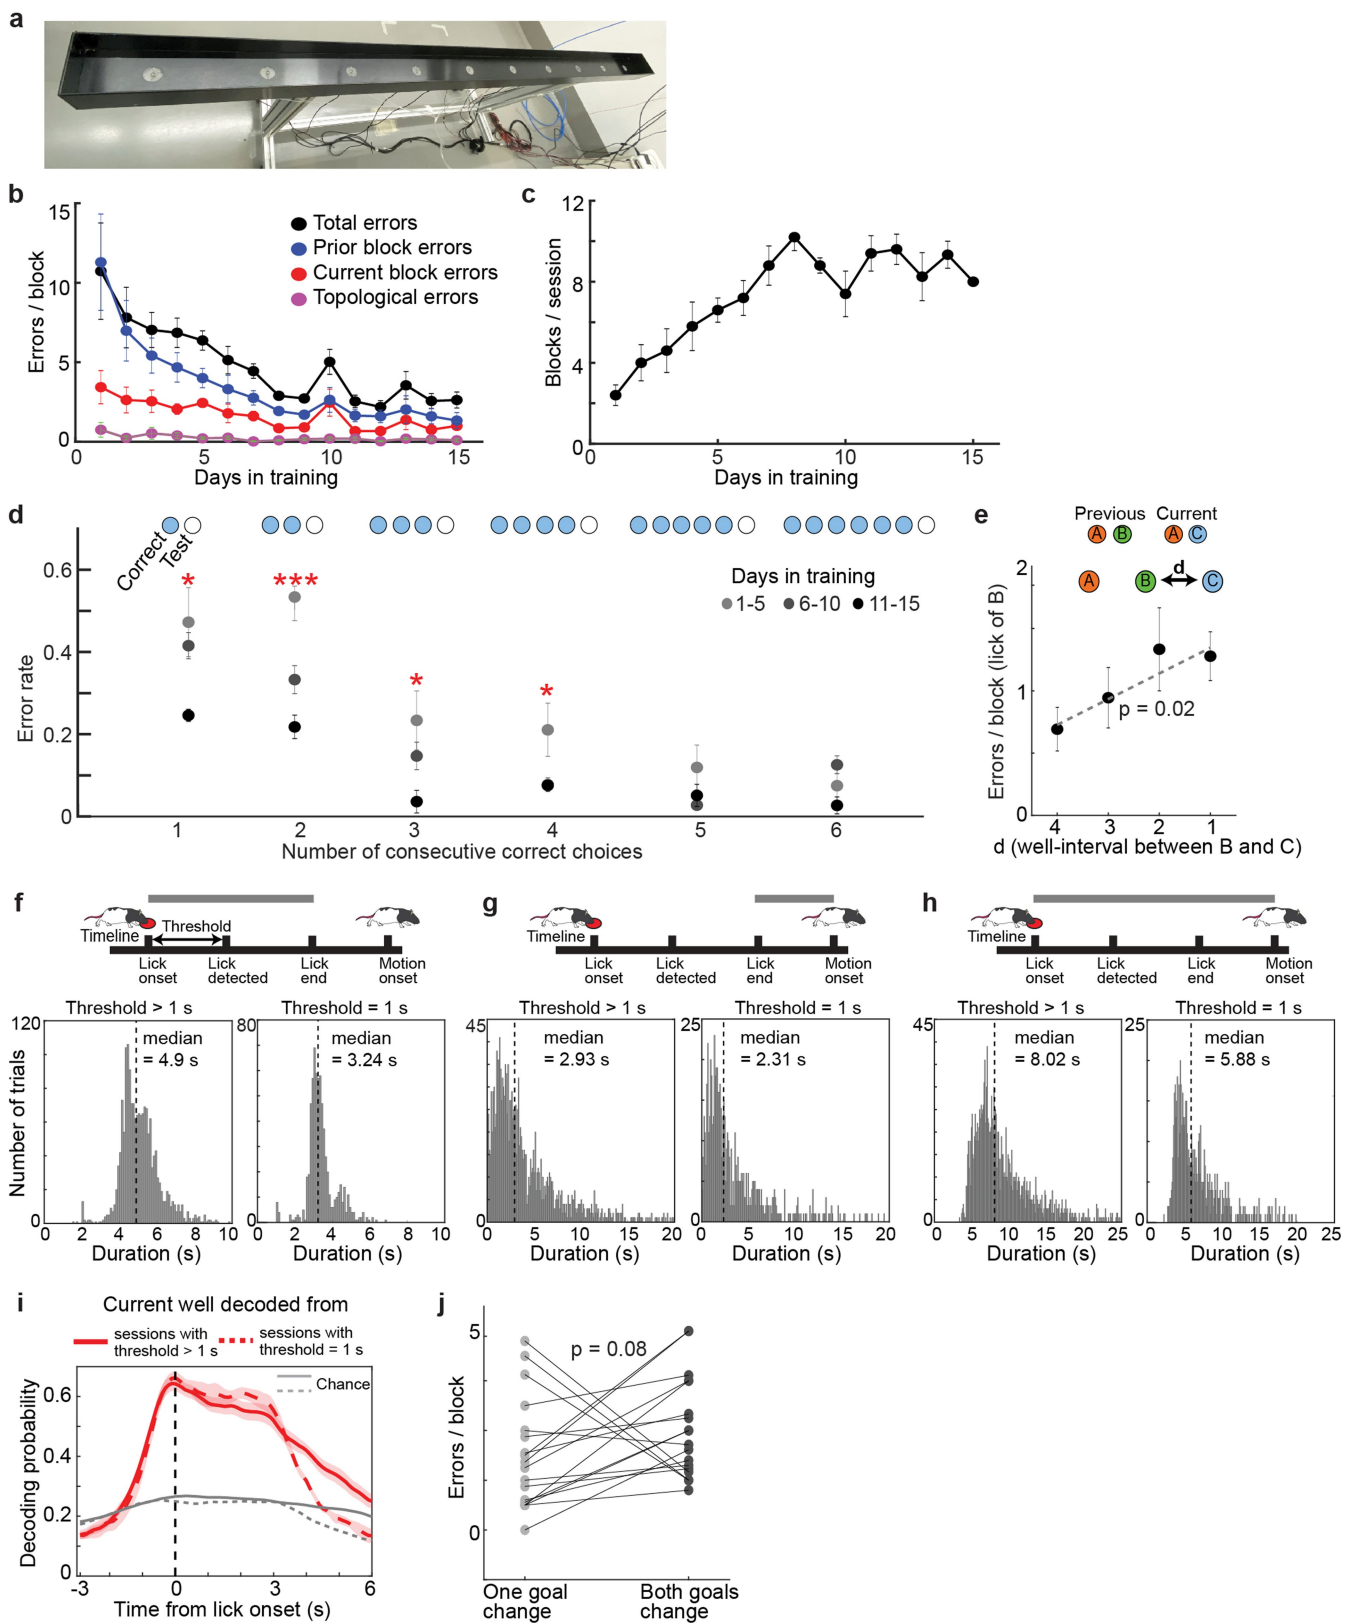 a
b
15
10
5
0
Errors / block
Total errors
Prior block errors
Current block errors
Topological errors
0
5
10
15
Days in training
c
12
8
4
0
Blocks / session
0
5
10
15
Days in training
d
Correct
Test
0.6
0.4
0.2
0
Error rate
*
***
*
*
Days in training
1-5
6-10
11-15
1
2
3
4
5
6
Number of consecutive correct choices
e
Previous
Current
A B
A C
d
A B C
2
1
0
Errors / block (lick of B)
p = 0.02
4
3
2
1
d (well-interval between B and C)
f
Threshold
Timeline
Lick onset
Lick detected
Lick end
Motion onset
Threshold > 1 s
Threshold = 1 s
120
0
Number of trials
median
= 4.9 s
0 2 4 6 8 10
Duration (s)
80
0
median
= 3.24 s
0 2 4 6 8 10
Duration (s)
g
Timeline
Lick onset
Lick detected
Lick end
Motion onset
Threshold > 1 s
Threshold = 1 s
45
0
median
= 2.93 s
0 5 10 15 20
Duration (s)
25
0
median
= 2.31 s
0 5 10 15 20
Duration (s)
h
Timeline
Lick onset
Lick detected
Lick end
Motion onset
Threshold > 1 s
Threshold = 1 s
45
0
median
= 8.02 s
0 5 10 15 20 25
Duration (s)
25
0
median
= 5.88 s
0 5 10 15 20 25
Duration (s)
i
Current well decoded from
sessions with
threshold > 1 s
sessions with
threshold = 1 s
Chance
0.6
0.4
0.2
0
Decoding probability
-3
0
3
6
Time from lick onset (s)
j
5
0
Errors / block
p = 0.08
One goal
change
Both goals
change